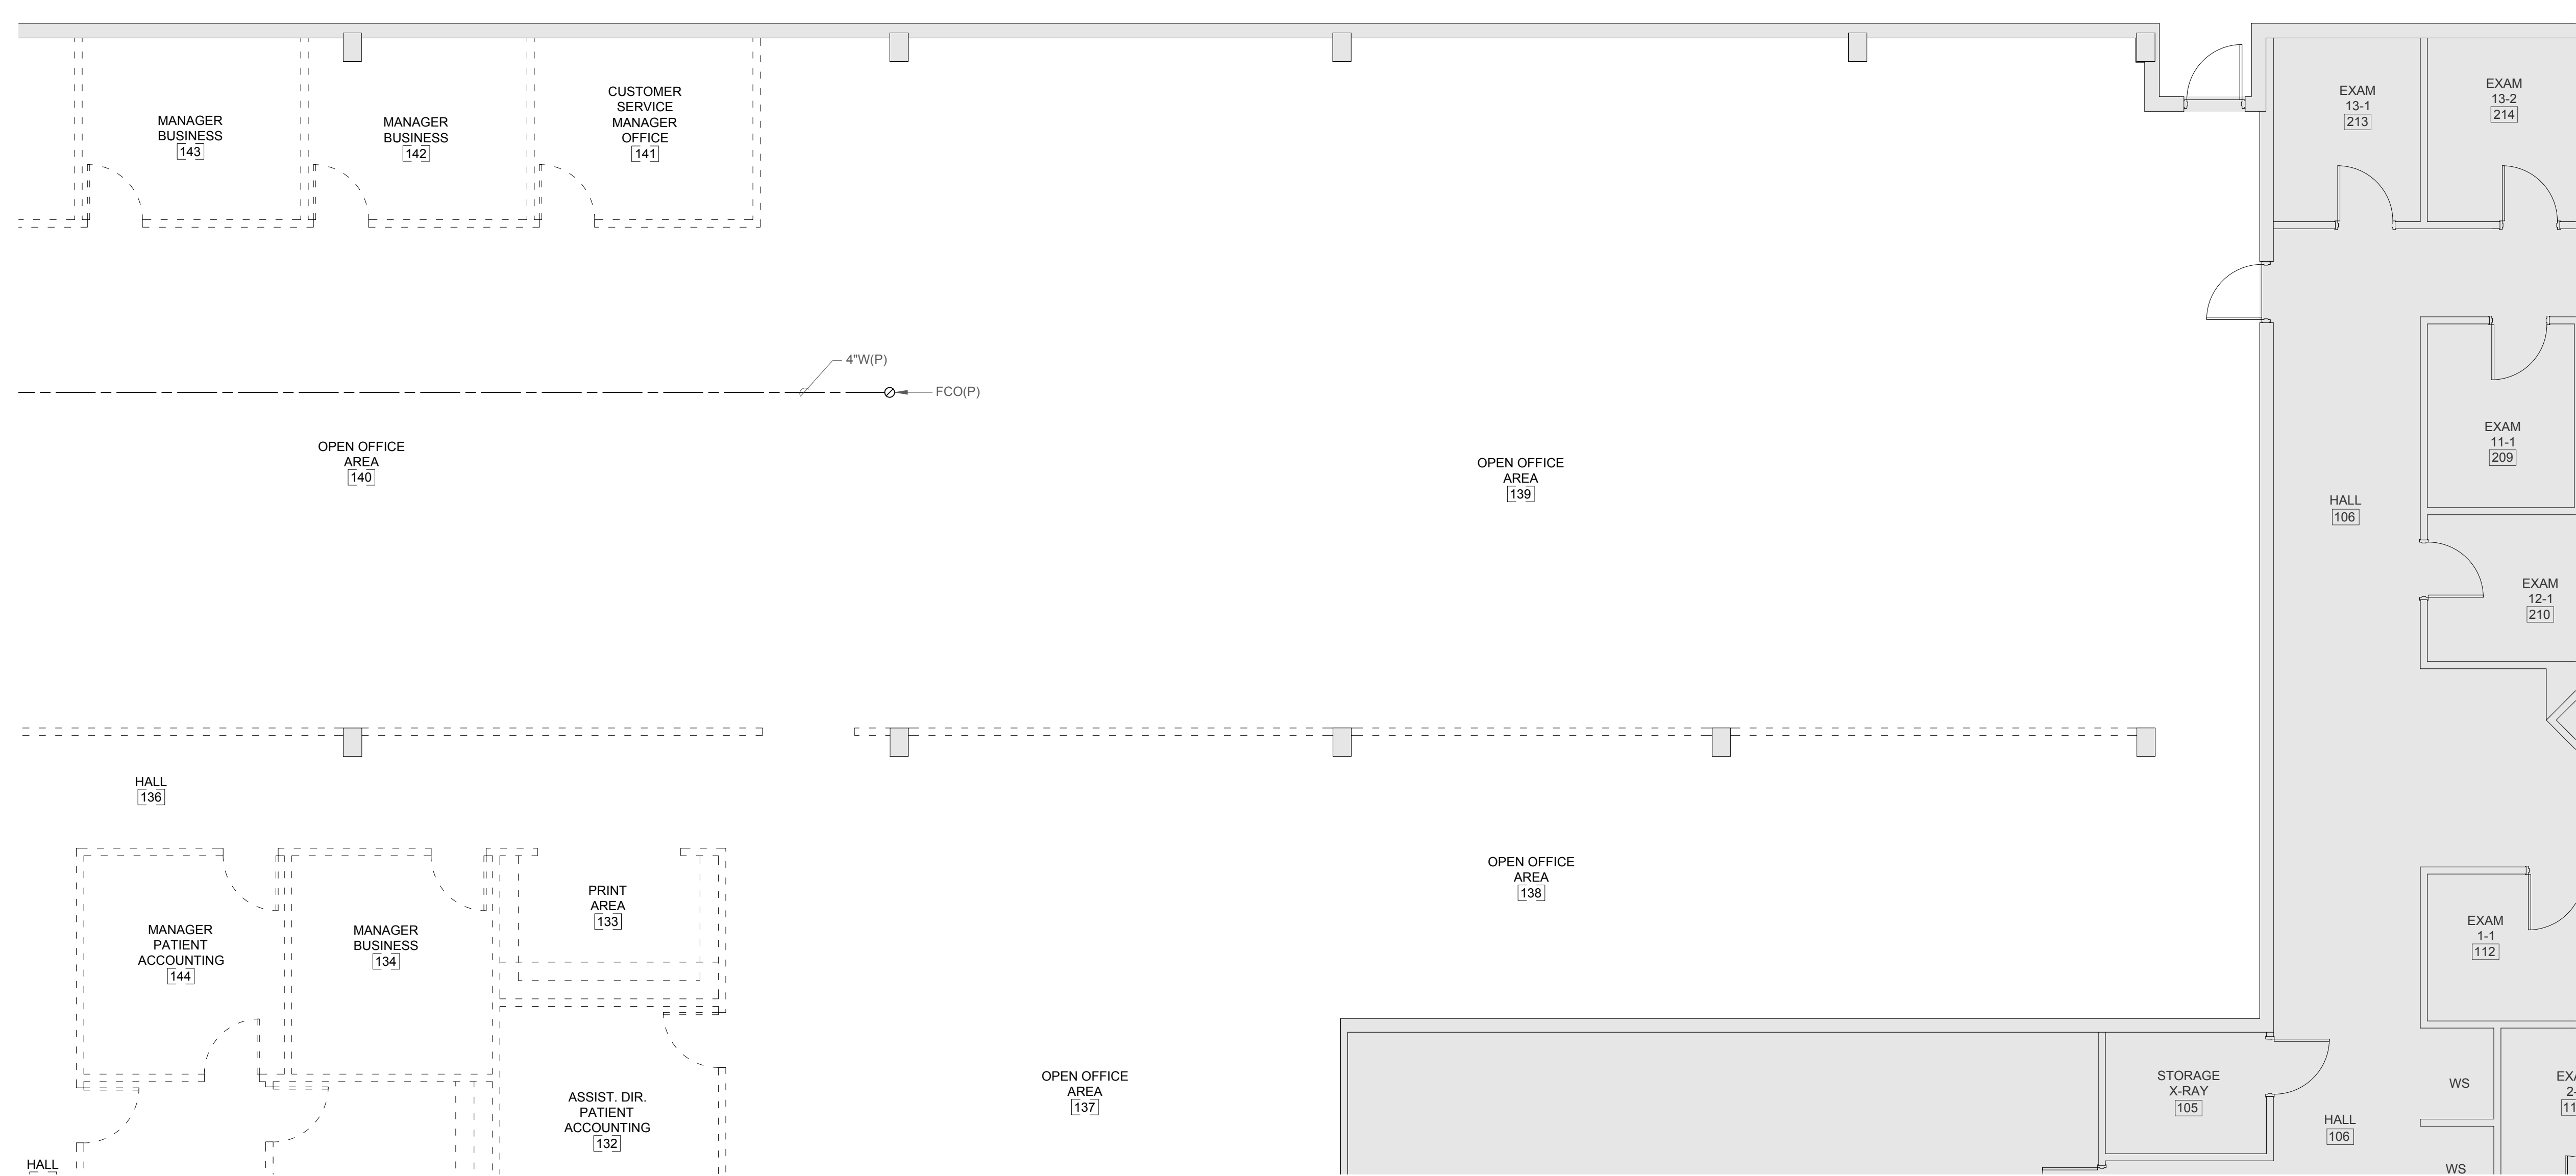 MANAGER
BUSINESS
143
MANAGER
BUSINESS
142
CUSTOMER
SERVICE
MANAGER
OFFICE
141
EXAM
13-1
213
EXAM
13-2
214
4"W(P)
FCO(P)
OPEN OFFICE
AREA
140
OPEN OFFICE
AREA
139
HALL
106
EXAM
11-1
209
EXAM
12-1
210
HALL
136
OPEN OFFICE
AREA
138
PRINT
AREA
133
MANAGER
PATIENT
ACCOUNTING
144
MANAGER
BUSINESS
134
EXAM
1-1
112
OPEN OFFICE
AREA
137
ASSIST. DIR.
PATIENT
ACCOUNTING
132
STORAGE
X-RAY
105
HALL
106
WS
WS
HALL